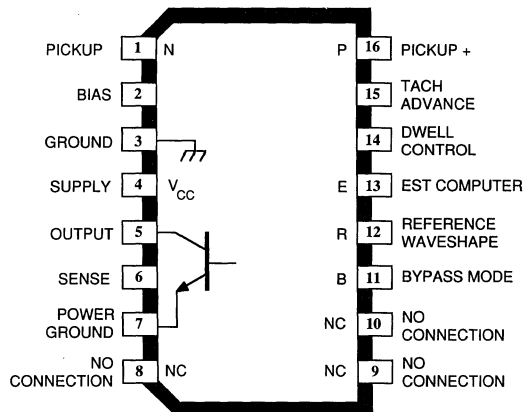 PICKUP 1 N
BIAS 2
GROUND 3
SUPPLY 4 VCC
OUTPUT 5
SENSE 6
POWER
GROUND 7
NO
CONNECTION 8 NC
P 16 PICKUP +
15 TACH
ADVANCE
14 DWELL
CONTROL
E 13 EST COMPUTER
R 12 REFERENCE
WAVESHAPE
B 11 BYPASS MODE
NC 10 NO
CONNECTION
NC 9 NO
CONNECTION